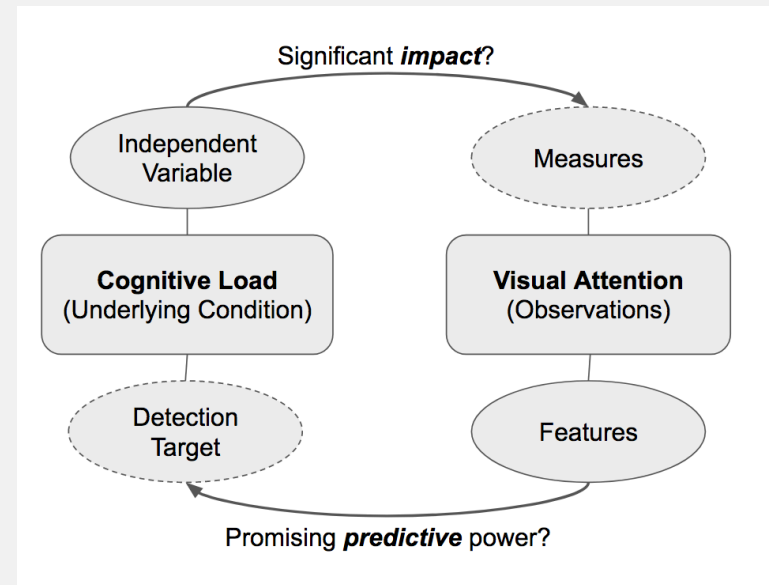 Significant impact?
Independent
Variable
Measures
Cognitive Load
(Underlying Condition)
Visual Attention
(Observations)
Detection
Target
Features
Promising predictive power?